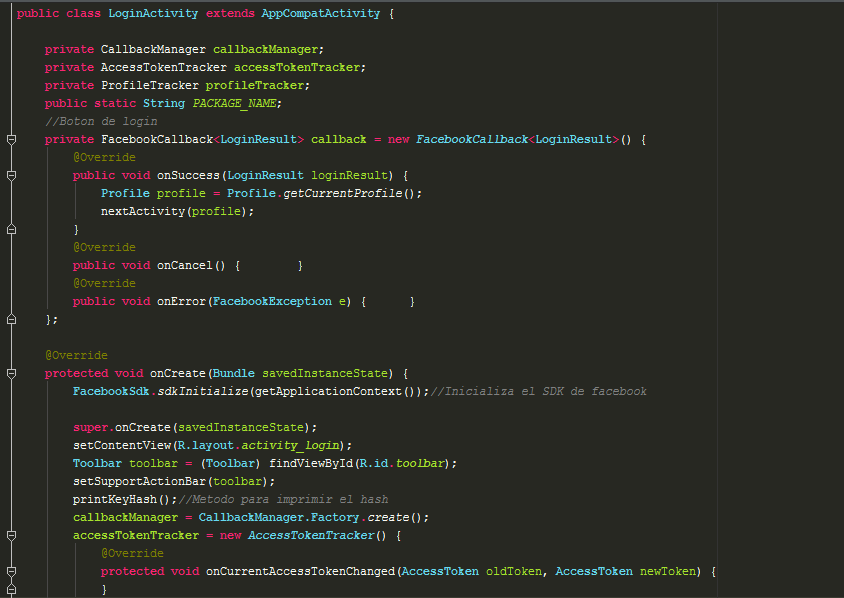 public class LoginActivity extends AppCompatActivity {
private CallbackManager callbackManager;
private AccessTokenTracker accessTokenTracker;
private ProfileTracker profileTracker;
public static String PACKAGE_NAME;
//Boton de login
private FacebookCallback<LoginResult> callback = new FacebookCallback<LoginResult>() {
@Override
public void onSuccess(LoginResult loginResult) {
Profile profile = Profile.getCurrentProfile();
nextActivity(profile);
}
@Override
public void onCancel() {        }
@Override
public void onError(FacebookException e) {      }
};
@Override
protected void onCreate(Bundle savedInstanceState) {
FacebookSdk.sdkInitialize(getApplicationContext());//Inicializa el SDK de facebook
super.onCreate(savedInstanceState);
setContentView(R.layout.activity_login);
Toolbar toolbar = (Toolbar) findViewById(R.id.toolbar);
setSupportActionBar(toolbar);
printKeyHash();//Metodo para imprimir el hash
callbackManager = CallbackManager.Factory.create();
accessTokenTracker = new AccessTokenTracker() {
@Override
protected void onCurrentAccessTokenChanged(AccessToken oldToken, AccessToken newToken) {
}